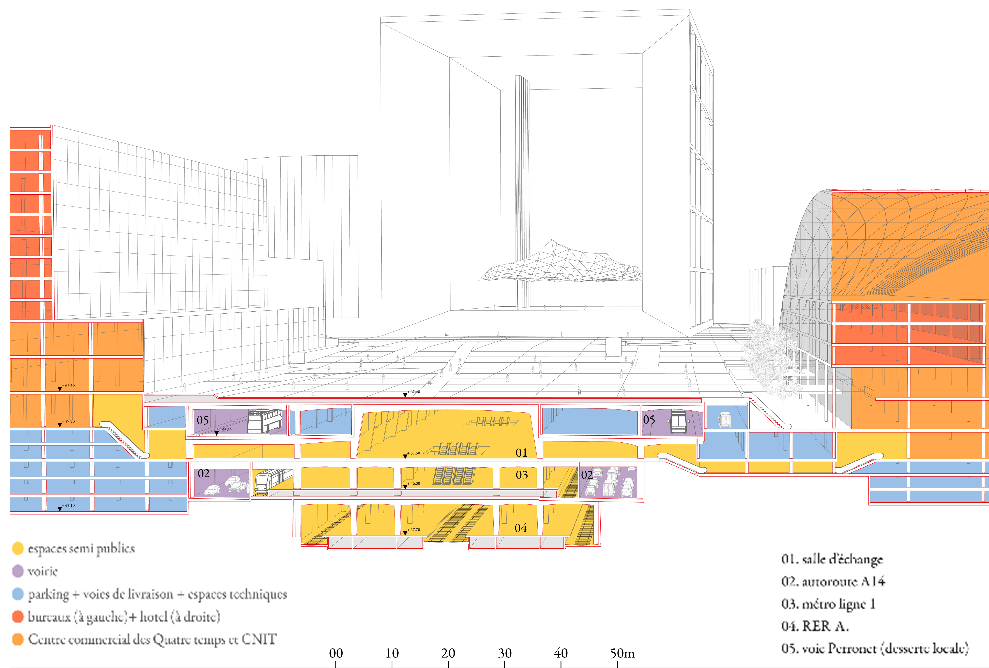 05
05
01
02
03
02
04
espaces semi publics
voirie
parking + voies de livraison + espaces techniques
bureaux (à gauche)+ hotel (à droite)
Centre commercial des Quatre temps et CNIT
01. salle d'échange
02. autoroute A14
03. métro ligne 1
04. RER A.
05. voie Perronet (desserte locale)
00 10 20 30 40 50m